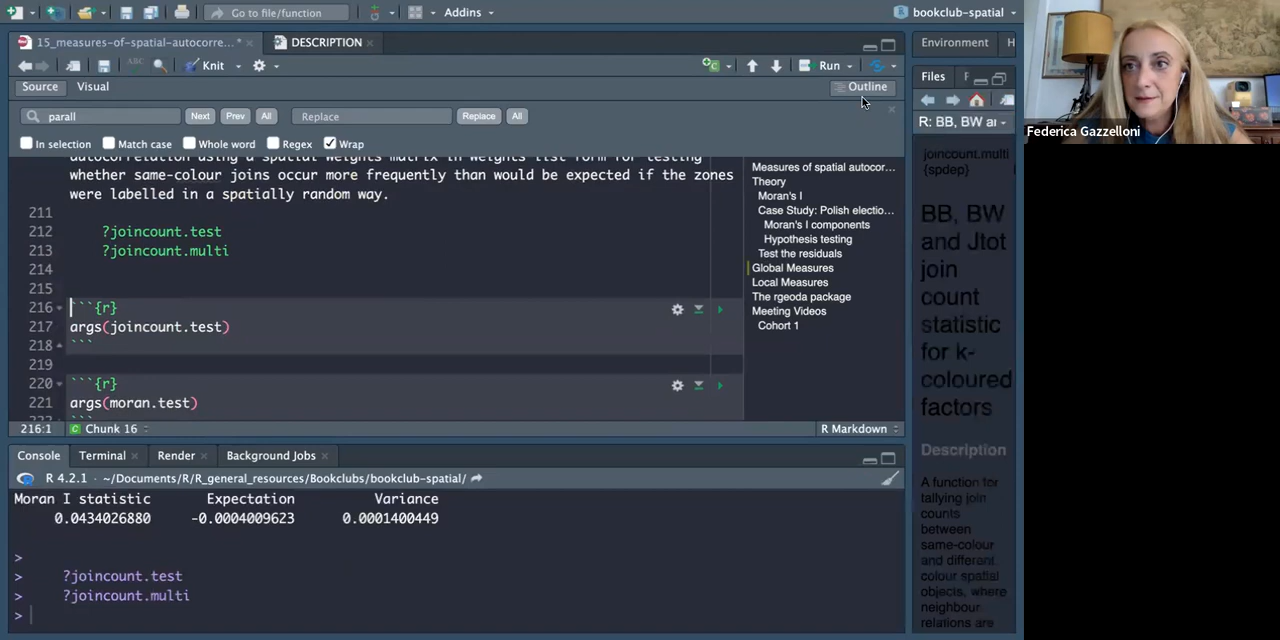 Go to file/function
Addins
bookclub-spatial
15_measures-of-spatial-autocorre... *
DESCRIPTION
Environment
H
Knit
Run
Files
F
Source
Visual
Outline
parall
Next
Prev
All
Replace
Replace
All
R: BB, BW ar
In selection
Match case
Whole word
Regex
Wrap
Federica Gazzelloni
autocorrelation using a spatial weights matrix in weights list form for testing
whether same-colour joins occur more frequently than would be expected if the zones
were labelled in a spatially random way.
211
212 ?joincount.test
213 ?joincount.multi
214
215
216 ```{r}
217 args(joincount.test)
218 ```
219
220 ```{r}
221 args(moran.test)
222 ```
Measures of spatial autocor...
Theory
Moran's I
Case Study: Polish electio...
Moran's I components
Hypothesis testing
Test the residuals
Global Measures
Local Measures
The rgeoda package
Meeting Videos
Cohort 1
216:1
Chunk 16
R Markdown
joincount.multi
{spdep}
BB, BW
and Jtot
join
count
statistic
for k-
coloured
factors
Description
A function for
tallying join
counts
between
same-colour
and different
colour spatial
objects, where
neighbour
relations are
Console
Terminal
Render
Background Jobs
R 4.2.1 · ~/Documents/R/R_general_resources/Bookclubs/bookclub-spatial/
Moran I statistic Expectation Variance
0.0434026880 -0.0004009623 0.0001400449
>
> ?joincount.test
> ?joincount.multi
>